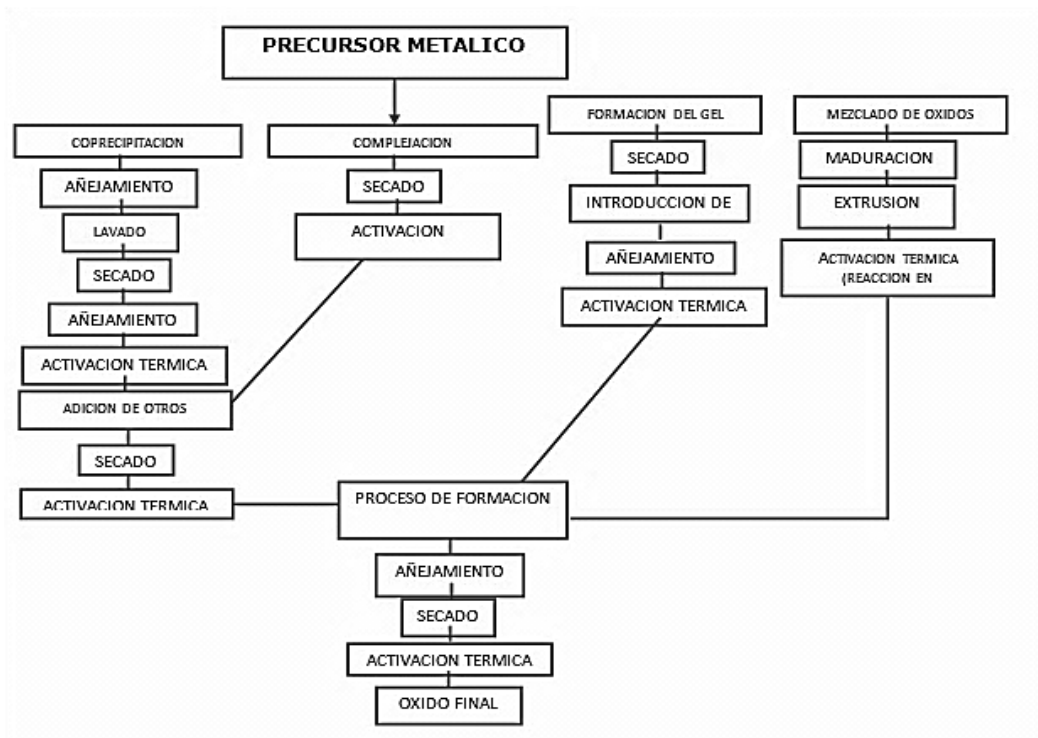 PRECURSOR METALICO
COPRECIPITACION
AÑEJAMIENTO
LAVADO
SECADO
AÑEJAMIENTO
ACTIVACION TERMICA
ADICION DE OTROS
SECADO
ACTIVACION TERMICA
COMPLEJACION
SECADO
ACTIVACION
FORMACION DEL GEL
SECADO
INTRODUCCION DE
AÑEJAMIENTO
ACTIVACION TERMICA
MEZCLADO DE OXIDOS
MADURACION
EXTRUSION
ACTIVACION TERMICA
(REACCION EN
PROCESO DE FORMACION
AÑEJAMIENTO
SECADO
ACTIVACION TERMICA
OXIDO FINAL